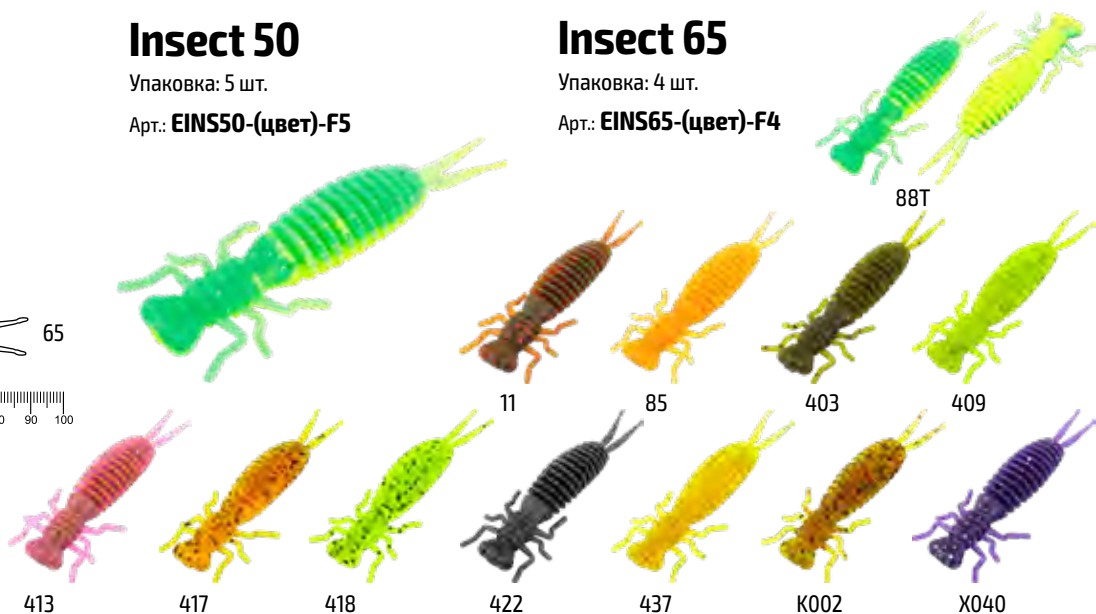 Insect 50
Упаковка: 5 шт.
Арт.: EINS50-(цвет)-F5
Insect 65
Упаковка: 4 шт.
Арт.: EINS65-(цвет)-F4
88T
65
90 100
11 85 403 409
413 417 418 422 437 K002 X040